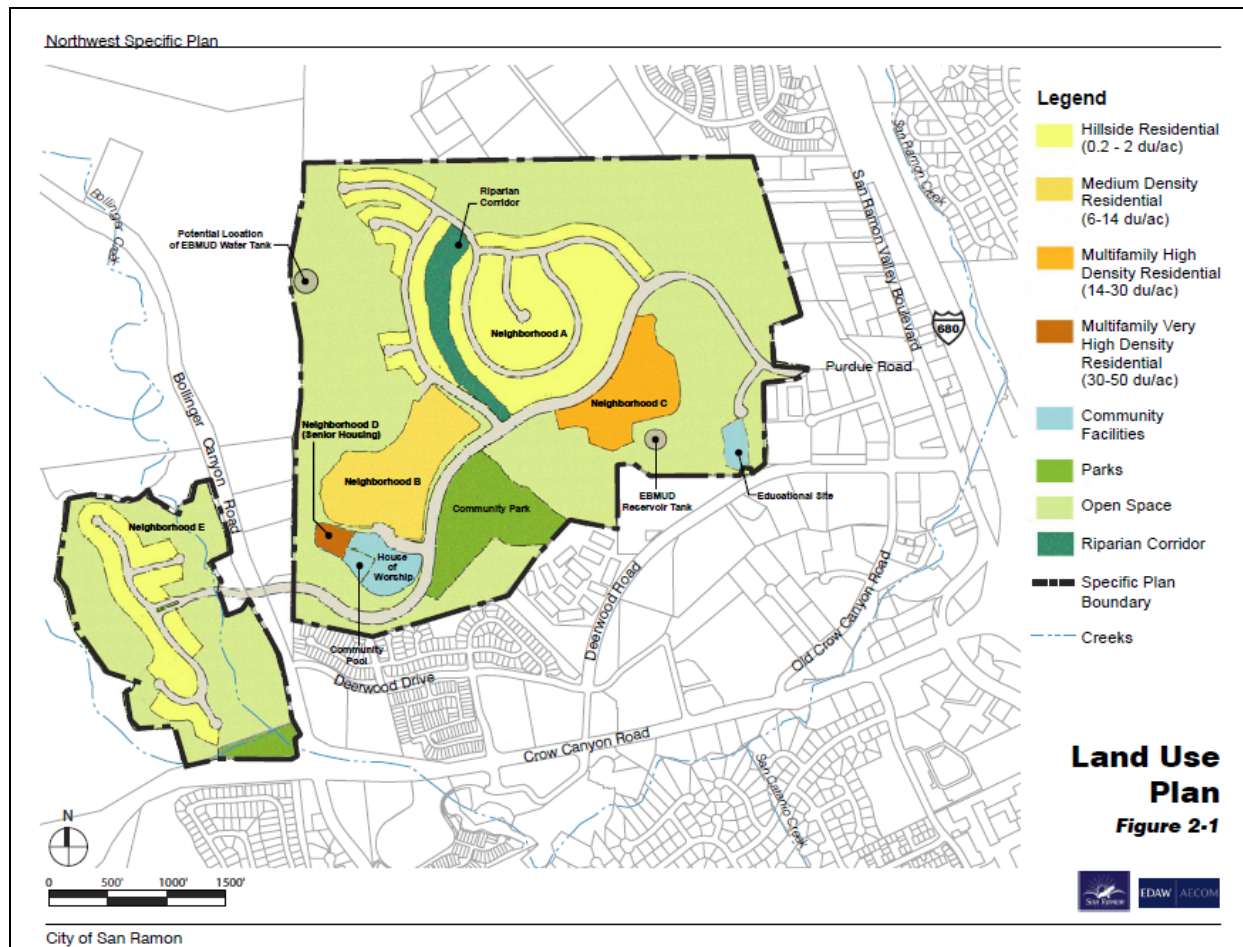 Northwest Specific Plan
Legend
Hillside Residential
(0.2 - 2 du/ac)
Medium Density
Residential
(6-14 du/ac)
Multifamily High
Density Residential
(14-30 du/ac)
Multifamily Very
High Density
Residential
(30-50 du/ac)
Community
Facilities
Parks
Open Space
Riparian Corridor
Specific Plan
Boundary
Creeks
Bollinger Creek
Potential Location
of EBMUD Water Tank
Riparian
Corridor
San Ramon Creek
San Ramon Valley Boulevard
680
Purdue Road
Neighborhood A
Neighborhood C
Bollinger Canyon Road
Neighborhood D
(Senior Housing)
Neighborhood B
Community Park
EBMUD
Reservoir Tank
Educational Site
Neighborhood E
House
of
Worship
Community
Pool
Deerwood Drive
Deerwood Road
Old Crow Canyon Road
Crow Canyon Road
San Catanio Creek
Land Use
Plan
Figure 2-1
N
0 500' 1000' 1500'
San Ramon
EDAW AECOM
City of San Ramon